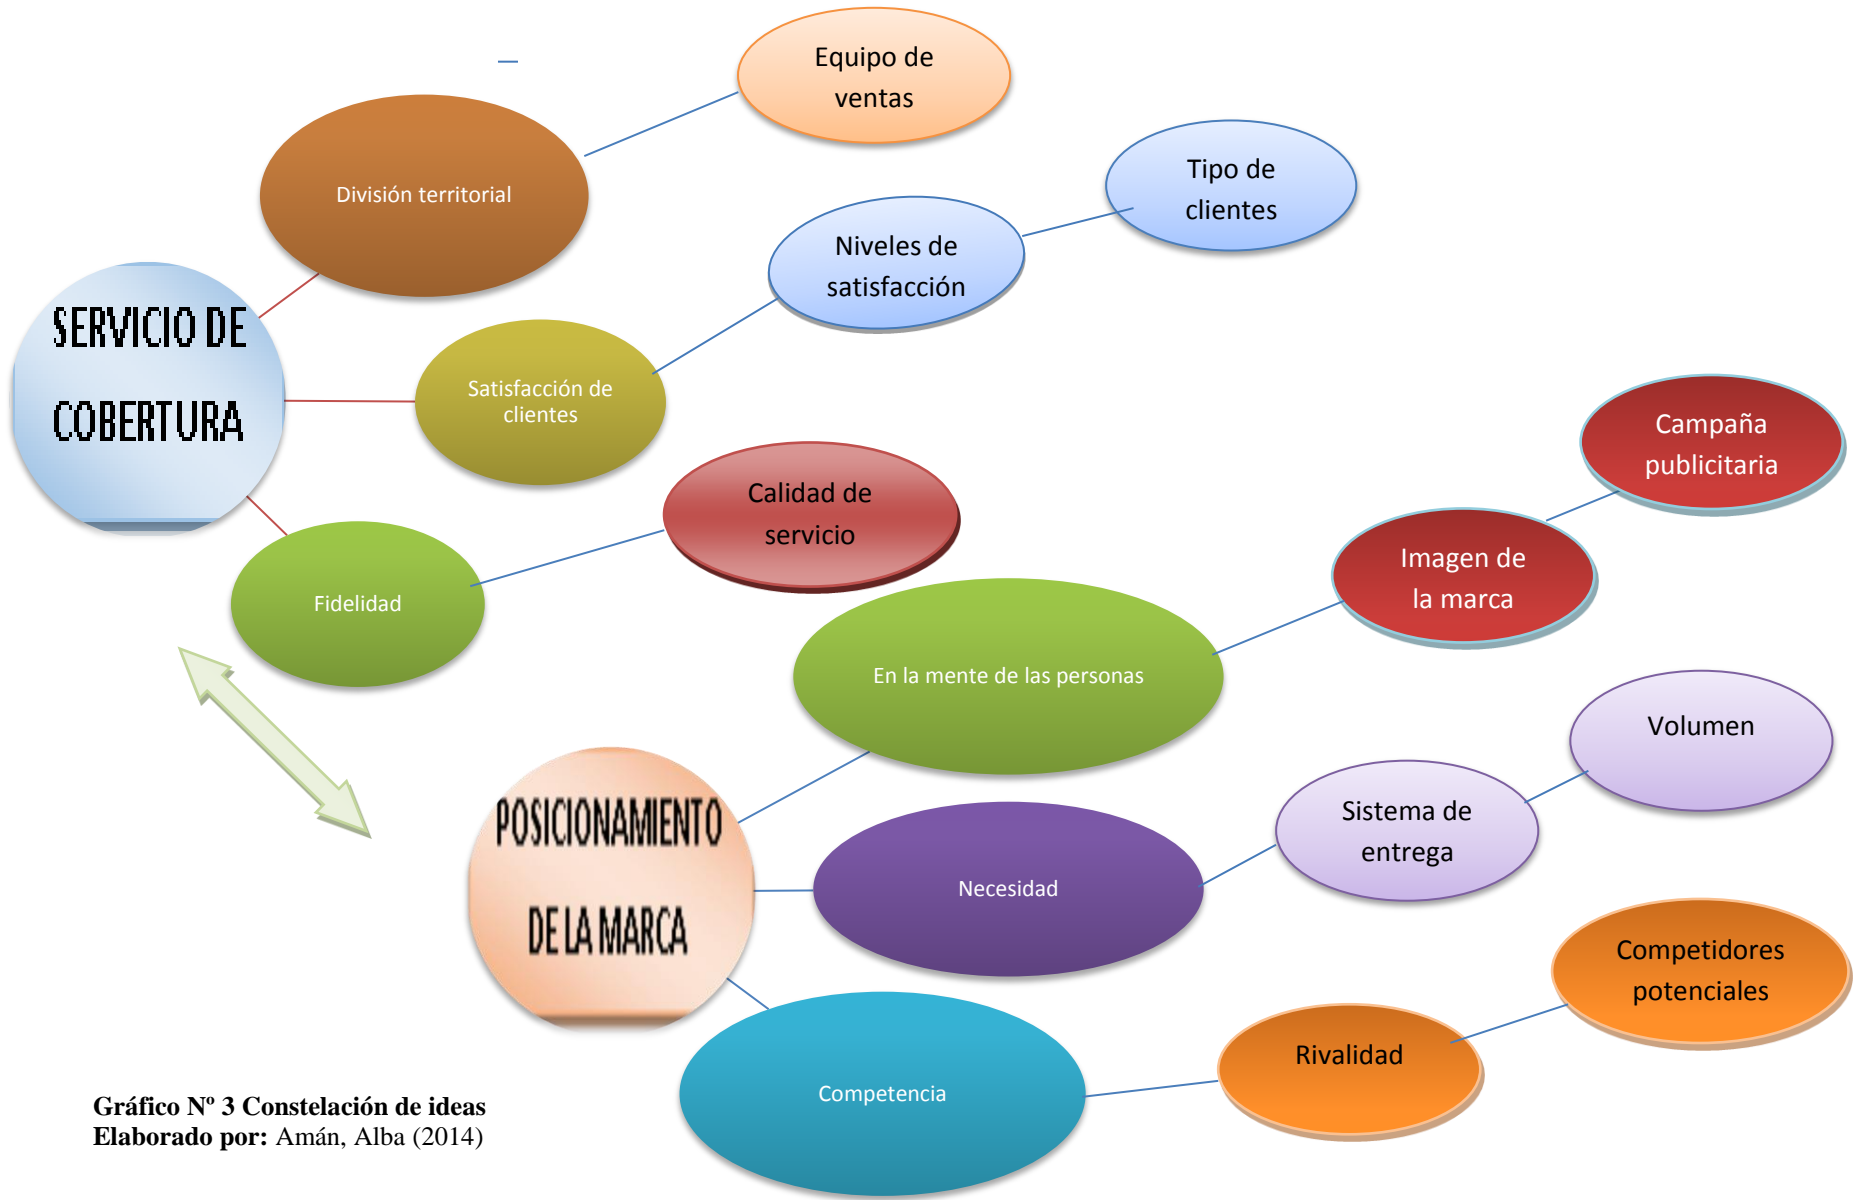 Equipo de
ventas
División territorial
Tipo de
clientes
Niveles de
satisfacción
SERVICIO DE
COBERTURA
Satisfacción de
clientes
Calidad de
servicio
Fidelidad
Campaña
publicitaria
Imagen de
la marca
En la mente de las personas
POSICIONAMIENTO
DE LA MARCA
Volumen
Sistema de
entrega
Necesidad
Competidores
potenciales
Rivalidad
Competencia
Gráfico Nº 3 Constelación de ideas
Elaborado por: Amán, Alba (2014)